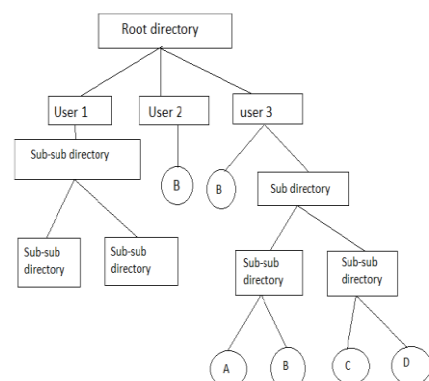 Root directory
User 1
User 2
user 3
Sub-sub directory
B
B
Sub directory
Sub-sub
directory
Sub-sub
directory
Sub-sub
directory
Sub-sub
directory
A
B
C
D